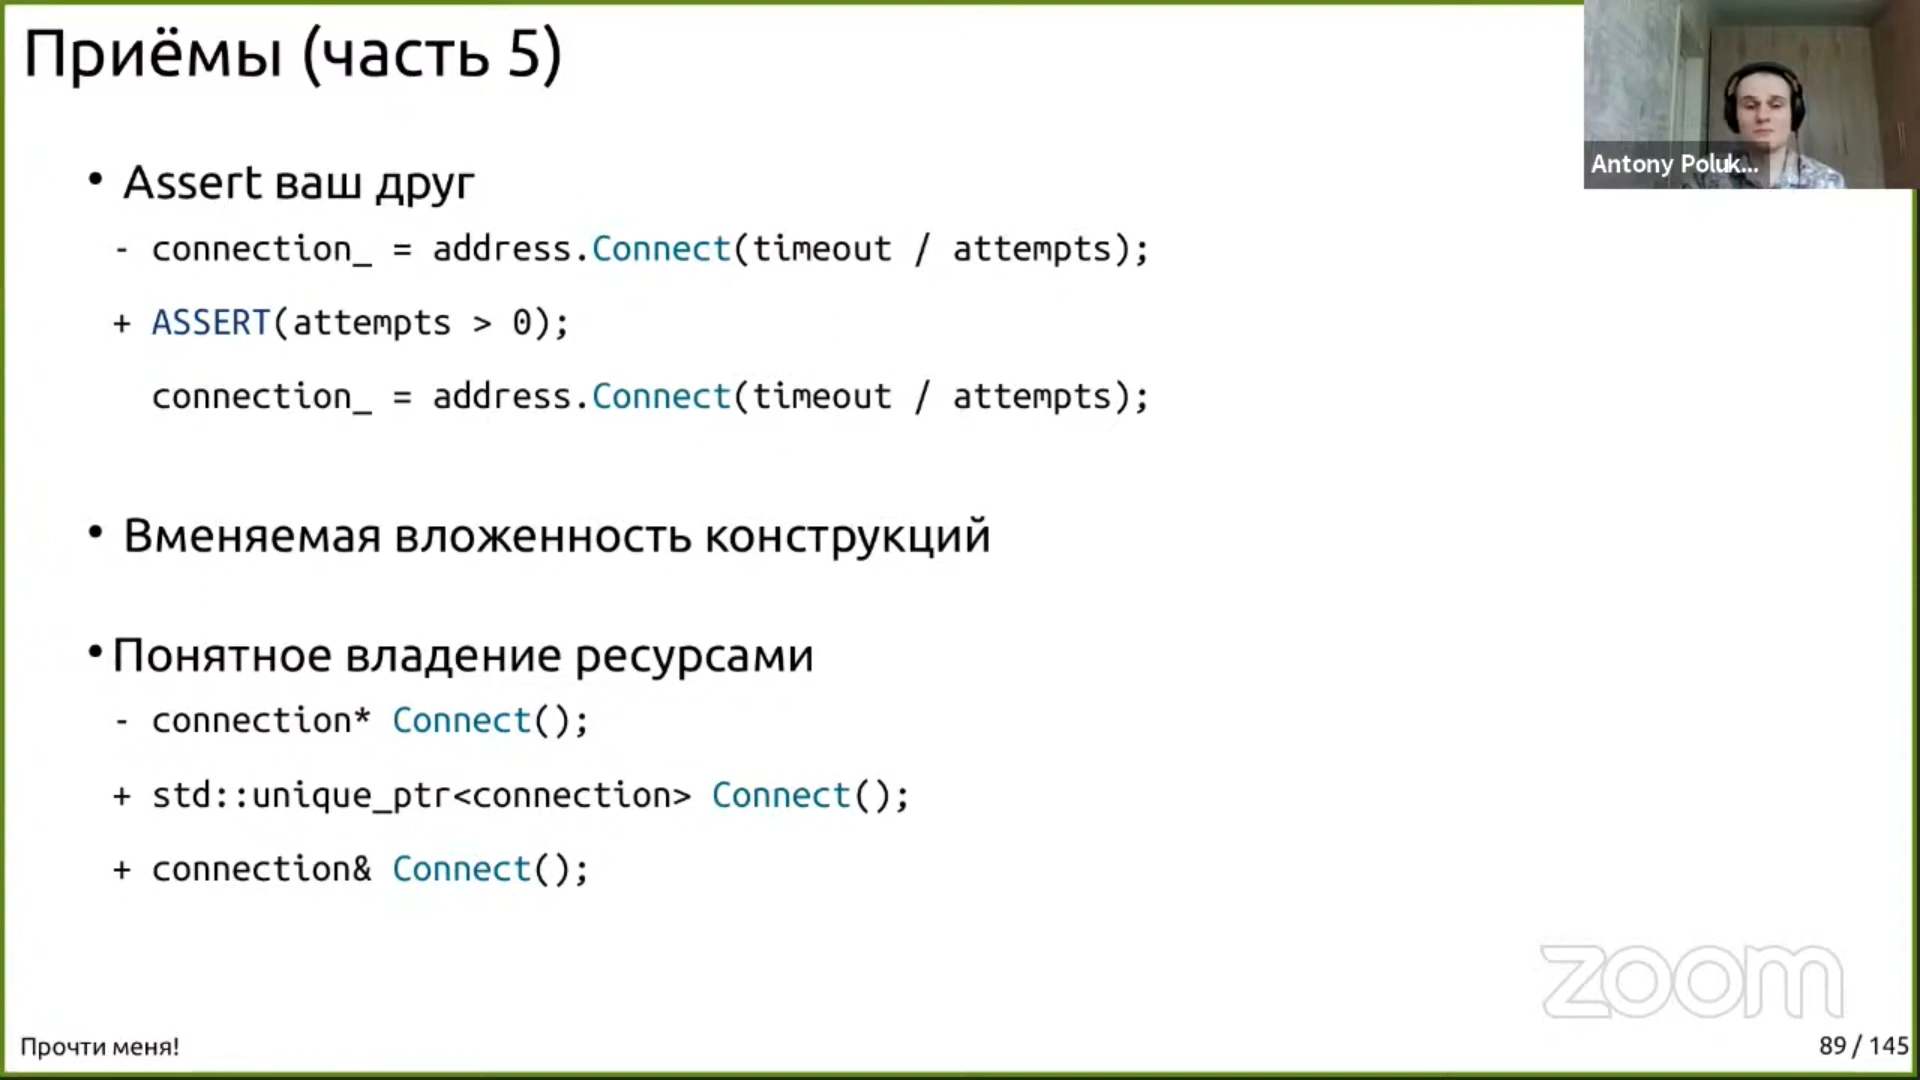 Приёмы (часть 5)
Antony Poluk...
• Assert ваш друг
- connection_ = address.Connect(timeout / attempts);
+ ASSERT(attempts > 0);
connection_ = address.Connect(timeout / attempts);
• Вменяемая вложенность конструкций
• Понятное владение ресурсами
- connection* Connect();
+ std::unique_ptr<connection> Connect();
+ connection& Connect();
zoom
Прочти меня!
89 / 145